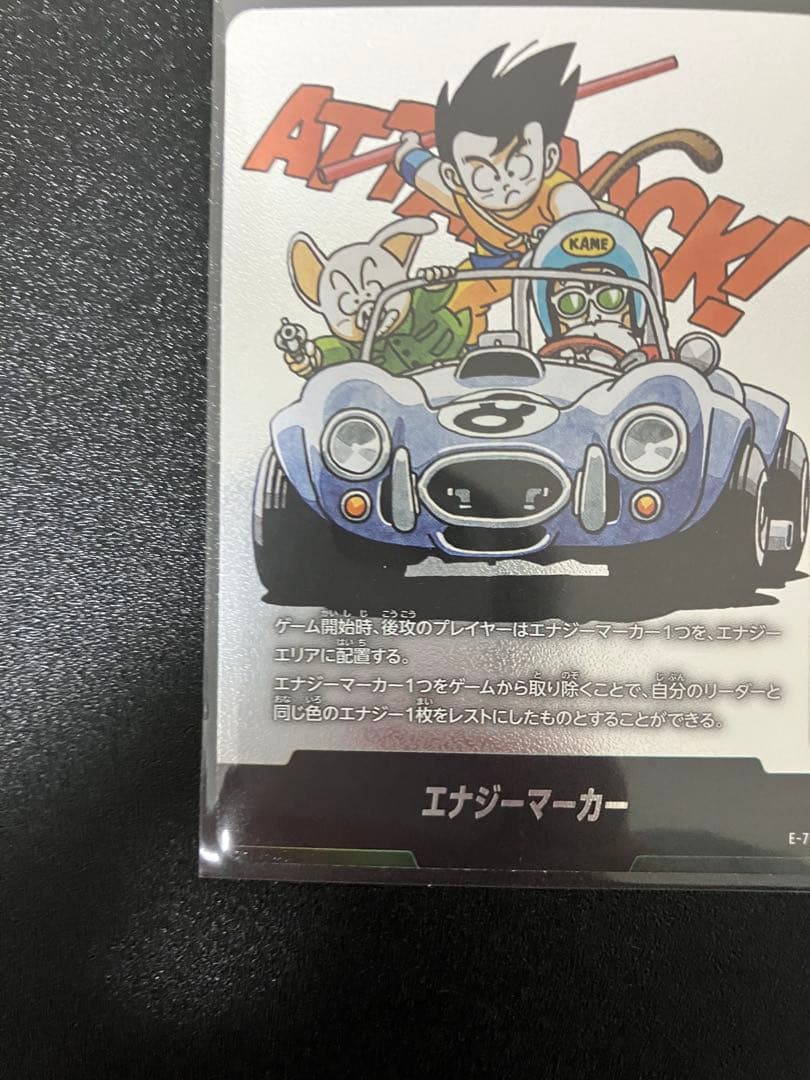 ATTACK!
KAME
8
ゲーム開始時、後攻のプレイヤーはエナジーマーカー1つを、エナジー
エリアに配置する。
エナジーマーカー1つをゲームから取り除くことで、自分のリーダーと
同じ色のエナジー1枚をレストにしたものとすることができる。
エナジーマーカー
E-7